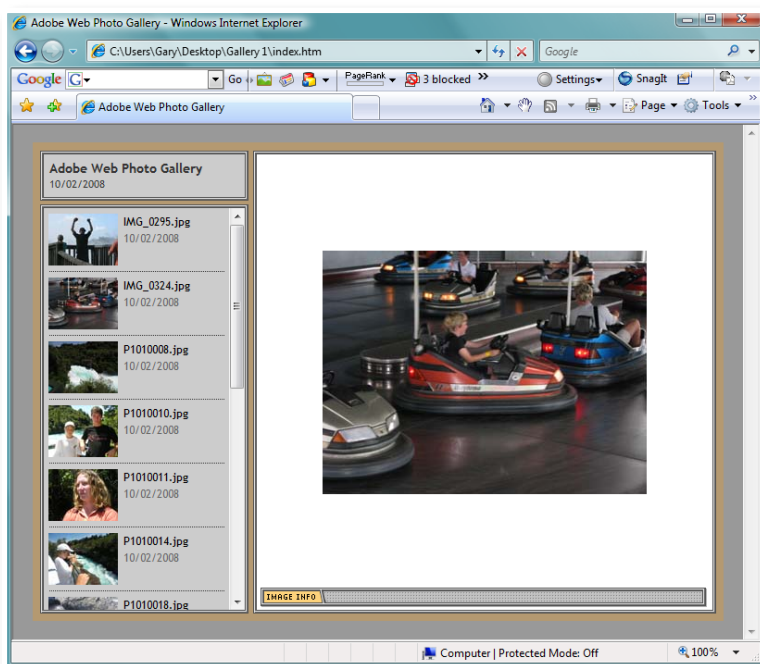 Adobe Web Photo Gallery - Windows Internet Explorer
C:\Users\Gary\Desktop\Gallery 1\index.htm
Google
Google G Go PageRank 3 blocked » Settings SnagIt
Adobe Web Photo Gallery
Page Tools »
Adobe Web Photo Gallery
10/02/2008
IMG_0295.jpg
10/02/2008
IMG_0324.jpg
10/02/2008
P1010008.jpg
10/02/2008
P1010010.jpg
10/02/2008
P1010011.jpg
10/02/2008
P1010014.jpg
10/02/2008
P1010018.jpg
IMAGE INFO
Computer | Protected Mode: Off
100%